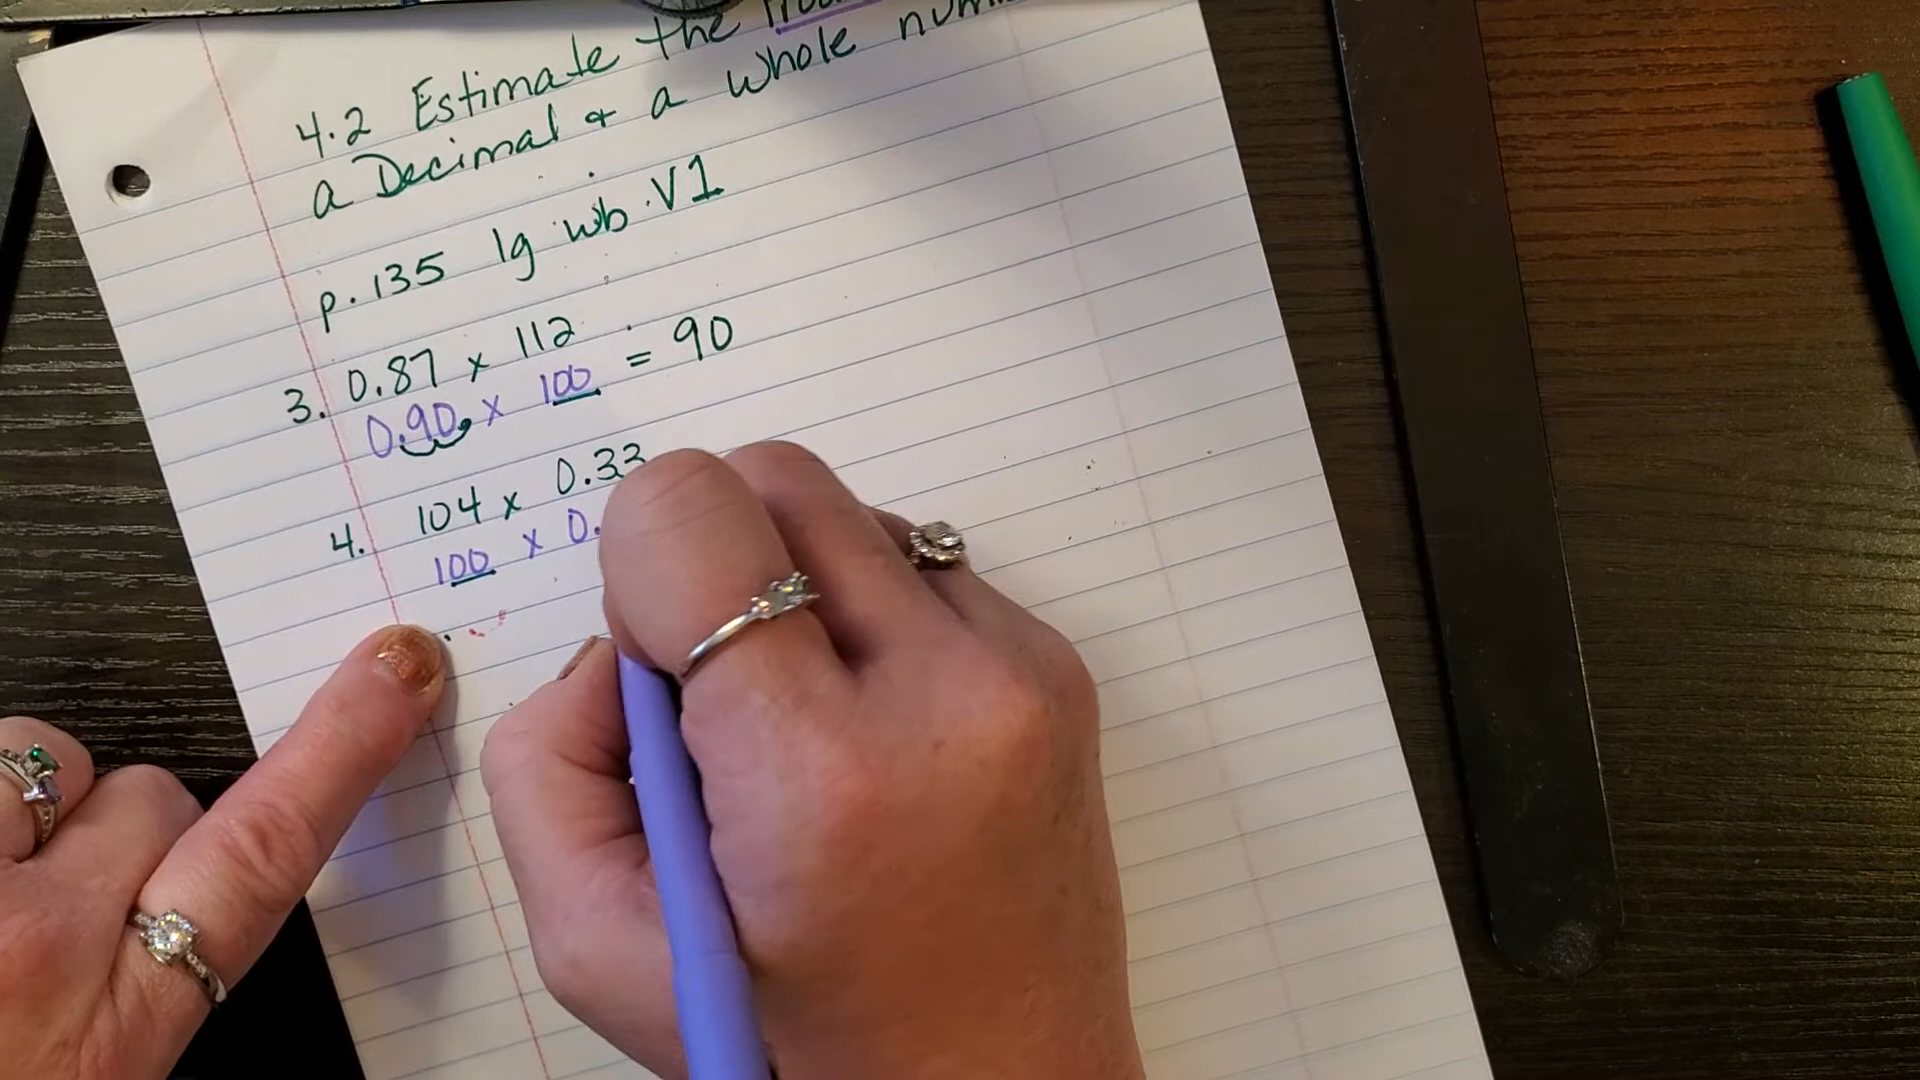 4.2 Estimate the
a Decimal + a whole
p. 135 lg wb V1
3. 0.87 x 112
0.90 x 100 = 90
4. 104 x 0.33
100 x 0.